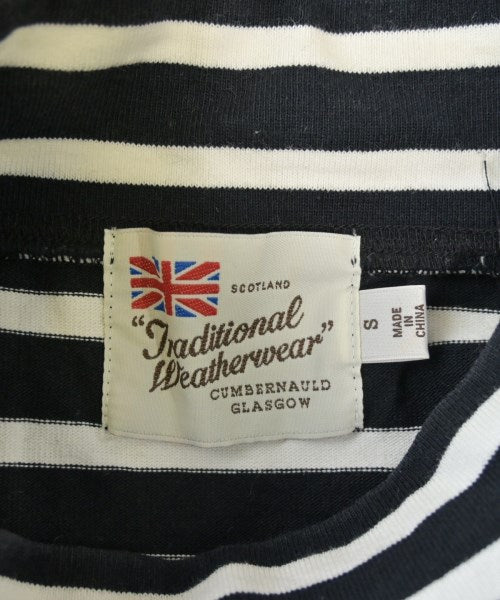 SCOTLAND
"Traditional
Weatherwear"
CUMBERNAULD
GLASGOW
S
MADE
IN
CHINA